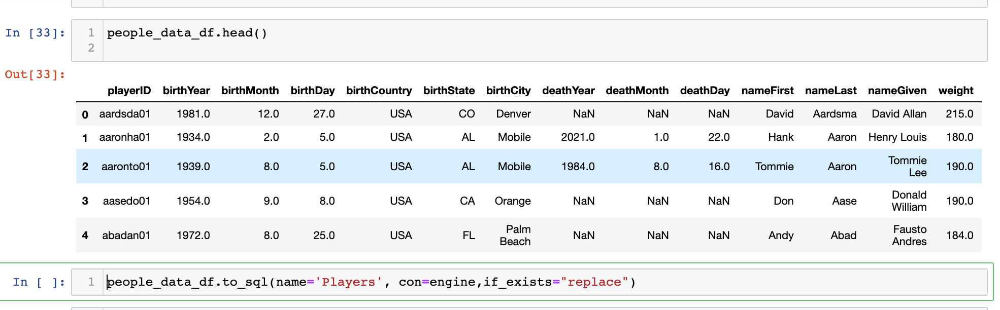 In [33]:
1 people_data_df.head()
2
Out[33]:
playerID birthYear birthMonth birthDay birthCountry birthState birthCity deathYear deathMonth deathDay nameFirst nameLast nameGiven weight
0 aardsda01 1981.0 12.0 27.0 USA CO Denver NaN NaN NaN David Aardsma David Allan 215.0
1 aaronha01 1934.0 2.0 5.0 USA AL Mobile 2021.0 1.0 22.0 Hank Aaron Henry Louis 180.0
2 aaronto01 1939.0 8.0 5.0 USA AL Mobile 1984.0 8.0 16.0 Tommie Aaron Tommie Lee 190.0
3 aasedo01 1954.0 9.0 8.0 USA CA Orange NaN NaN NaN Don Aase Donald William 190.0
4 abadan01 1972.0 8.0 25.0 USA FL Palm Beach NaN NaN NaN Andy Abad Fausto Andres 184.0
In [ ]:
1 people_data_df.to_sql(name='Players', con=engine,if_exists="replace")